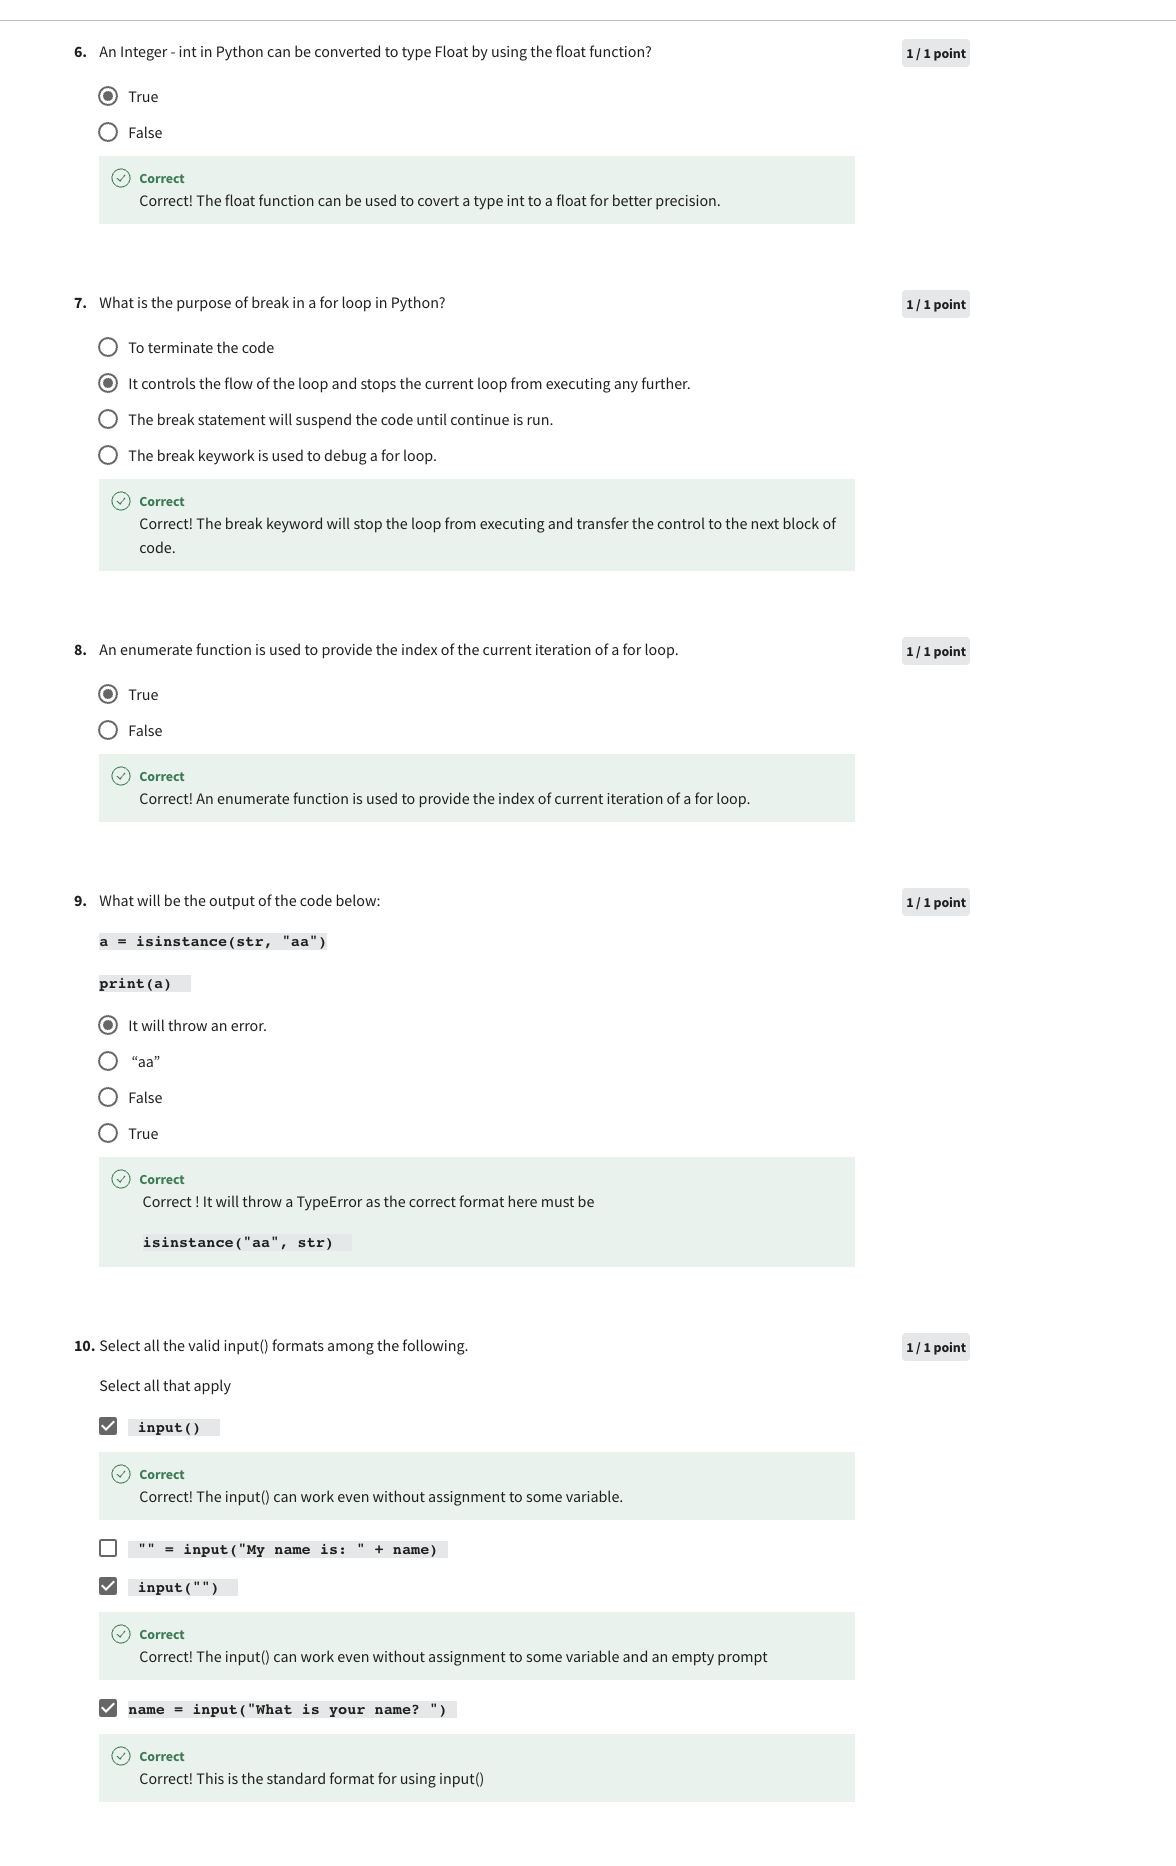 6. An Integer - int in Python can be converted to type Float by using the float function?
1 / 1 point
True
False
Correct
Correct! The float function can be used to covert a type int to a float for better precision.
7. What is the purpose of break in a for loop in Python?
1 / 1 point
To terminate the code
It controls the flow of the loop and stops the current loop from executing any further.
The break statement will suspend the code until continue is run.
The break keywork is used to debug a for loop.
Correct
Correct! The break keyword will stop the loop from executing and transfer the control to the next block of
code.
8. An enumerate function is used to provide the index of the current iteration of a for loop.
1 / 1 point
True
False
Correct
Correct! An enumerate function is used to provide the index of current iteration of a for loop.
9. What will be the output of the code below:
1 / 1 point
a = isinstance(str, "aa")
print(a)
It will throw an error.
“aa”
False
True
Correct
Correct ! It will throw a TypeError as the correct format here must be
isinstance("aa", str)
10. Select all the valid input() formats among the following.
1 / 1 point
Select all that apply
input()
Correct
Correct! The input() can work even without assignment to some variable.
"" = input("My name is: " + name)
input("")
Correct
Correct! The input() can work even without assignment to some variable and an empty prompt
name = input("What is your name? ")
Correct
Correct! This is the standard format for using input()